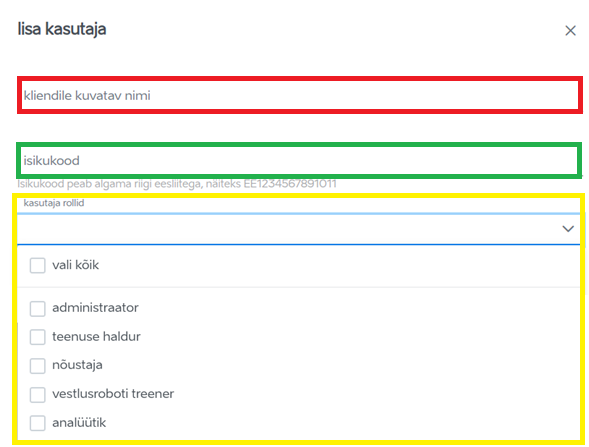 lisa kasutaja
kliendile kuvatav nimi
isikukood
Isikukood peab algama riigi eesliitega, näiteks EE1234567891011
kasutaja rollid
vali kõik
administraator
teenuse haldur
nõustaja
vestlusroboti treener
analüütik